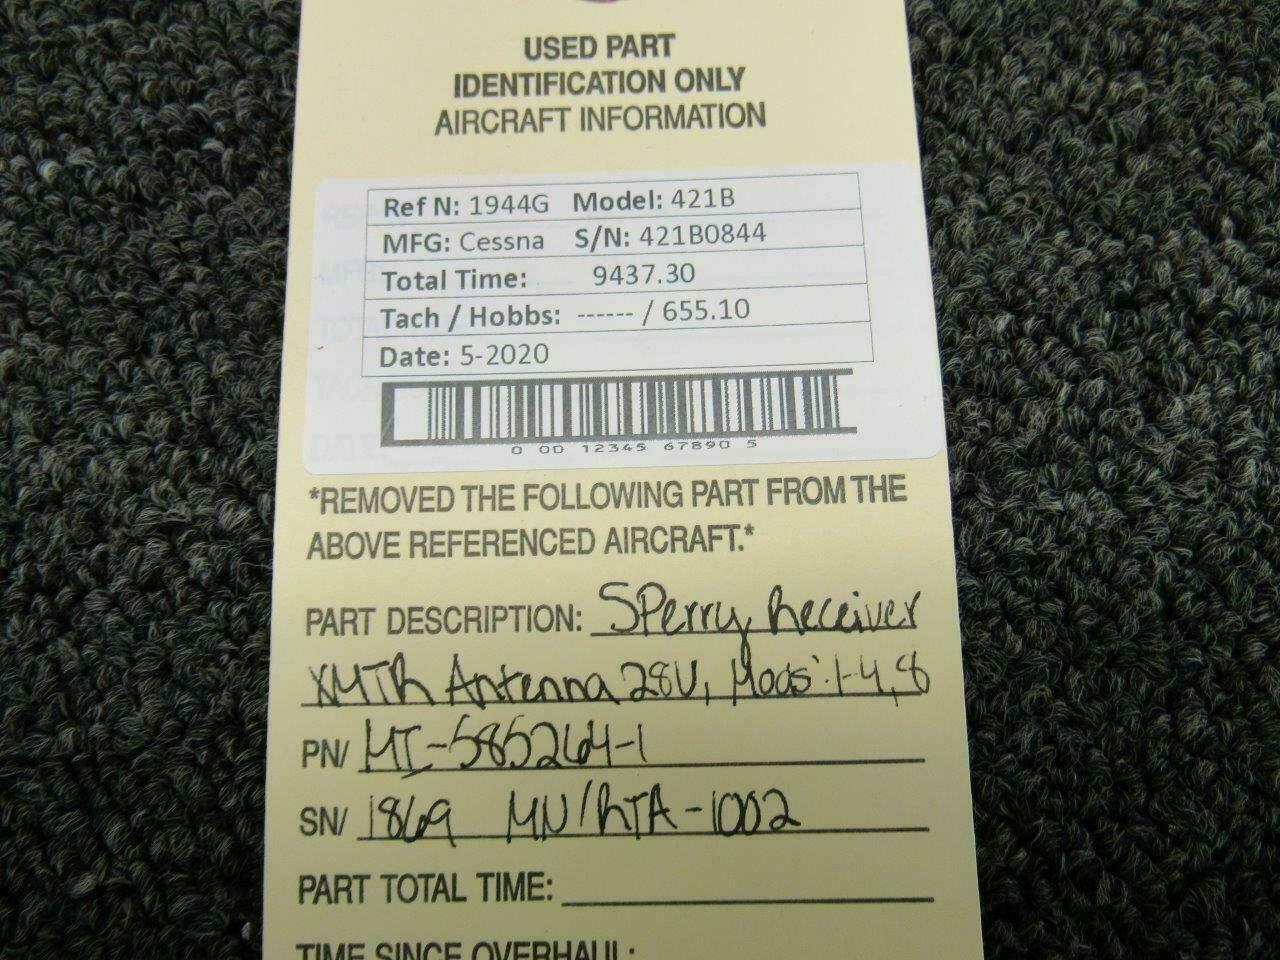 USED PART
IDENTIFICATION ONLY
AIRCRAFT INFORMATION
Ref N: 1944G Model: 421B
MFG: Cessna S/N: 421B0844
Total Time: 9437.30
Tach / Hobbs: ------ / 655.10
Date: 5-2020
0 00 12345 67890 5
*REMOVED THE FOLLOWING PART FROM THE
ABOVE REFERENCED AIRCRAFT.*
PART DESCRIPTION: SPerry Receiver
XMTR Antenna 28V, Mods: 1-4,8
PN/ MI-585264-1
SN/ 1869 MN/RTA-1002
PART TOTAL TIME:
TIME SINCE OVERHAUL: